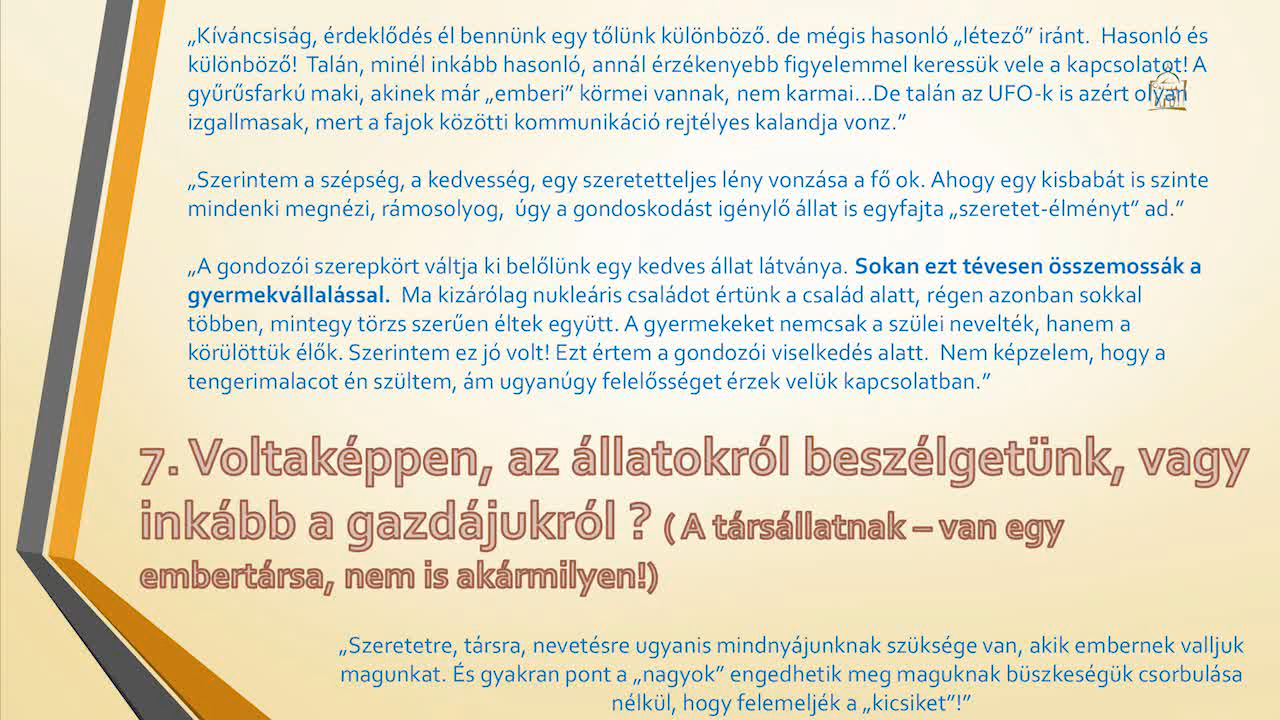 „Kíváncsiság, érdeklődés él bennünk egy tőlünk különböző. de mégis hasonló „létező” iránt. Hasonló és
különböző! Talán, minél inkább hasonló, annál érzékenyebb figyelemmel keressük vele a kapcsolatot! A
gyűrűsfarkú maki, akinek már „emberi” körmei vannak, nem karmai...De talán az UFO-k is azért olyan
izgallmasak, mert a fajok közötti kommunikáció rejtélyes kalandja vonz.”
„Szerintem a szépség, a kedvesség, egy szeretetteljes lény vonzása a fő ok. Ahogy egy kisbabát is szinte
mindenki megnézi, rámosolyog, úgy a gondoskodást igénylő állat is egyfajta „szeretet-élményt” ad.”
„A gondozói szerepkört váltja ki belőlünk egy kedves állat látványa. Sokan ezt tévesen összemossák a
gyermekvállalással. Ma kizárólag nukleáris családot értünk a család alatt, régen azonban sokkal
többen, mintegy törzs szerűen éltek együtt. A gyermekeket nemcsak a szülei nevelték, hanem a
körülöttük élők. Szerintem ez jó volt! Ezt értem a gondozói viselkedés alatt. Nem képzelem, hogy a
tengerimalacot én szültem, ám ugyanúgy felelősséget érzek velük kapcsolatban.”
7. Voltaképpen, az állatokról beszélgetünk, vagy
inkább a gazdájukról ? ( A társállatnak – van egy
embertársa, nem is akármilyen!)
„Szeretetre, társra, nevetésre ugyanis mindnyájunknak szüksége van, akik embernek valljuk
magunkat. És gyakran pont a „nagyok” engedhetik meg maguknak büszkeségük csorbulása
nélkül, hogy felemeljék a „kicsiket”!”